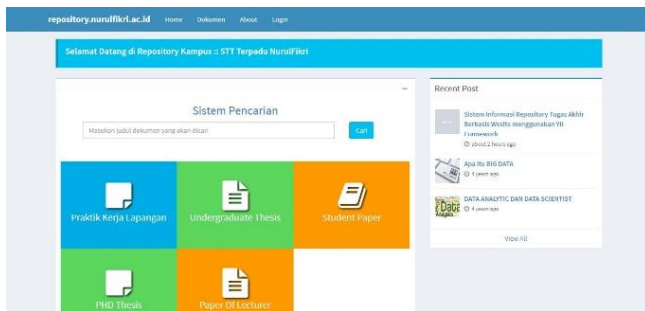 repository.nurulfikri.ac.id Home Dokumen About Login
Selamat Datang di Repository Kampus :: STT Terpadu NurulFikri
Sistem Pencarian
Masukan judul dokumen yang akan dicari
Cari
Praktik Kerja Lapangan
Undergraduate Thesis
Student Paper
PHD Thesis
Paper Of Lecturer
Recent Post
Sistem Informasi Repository Tugas Akhir
Berbasis Website menggunakan YII
Framework
about 2 hours ago
Apa Itu BIG DATA
4 years ago
DATA ANALYTIC DAN DATA SCIENTIST
4 years ago
View All